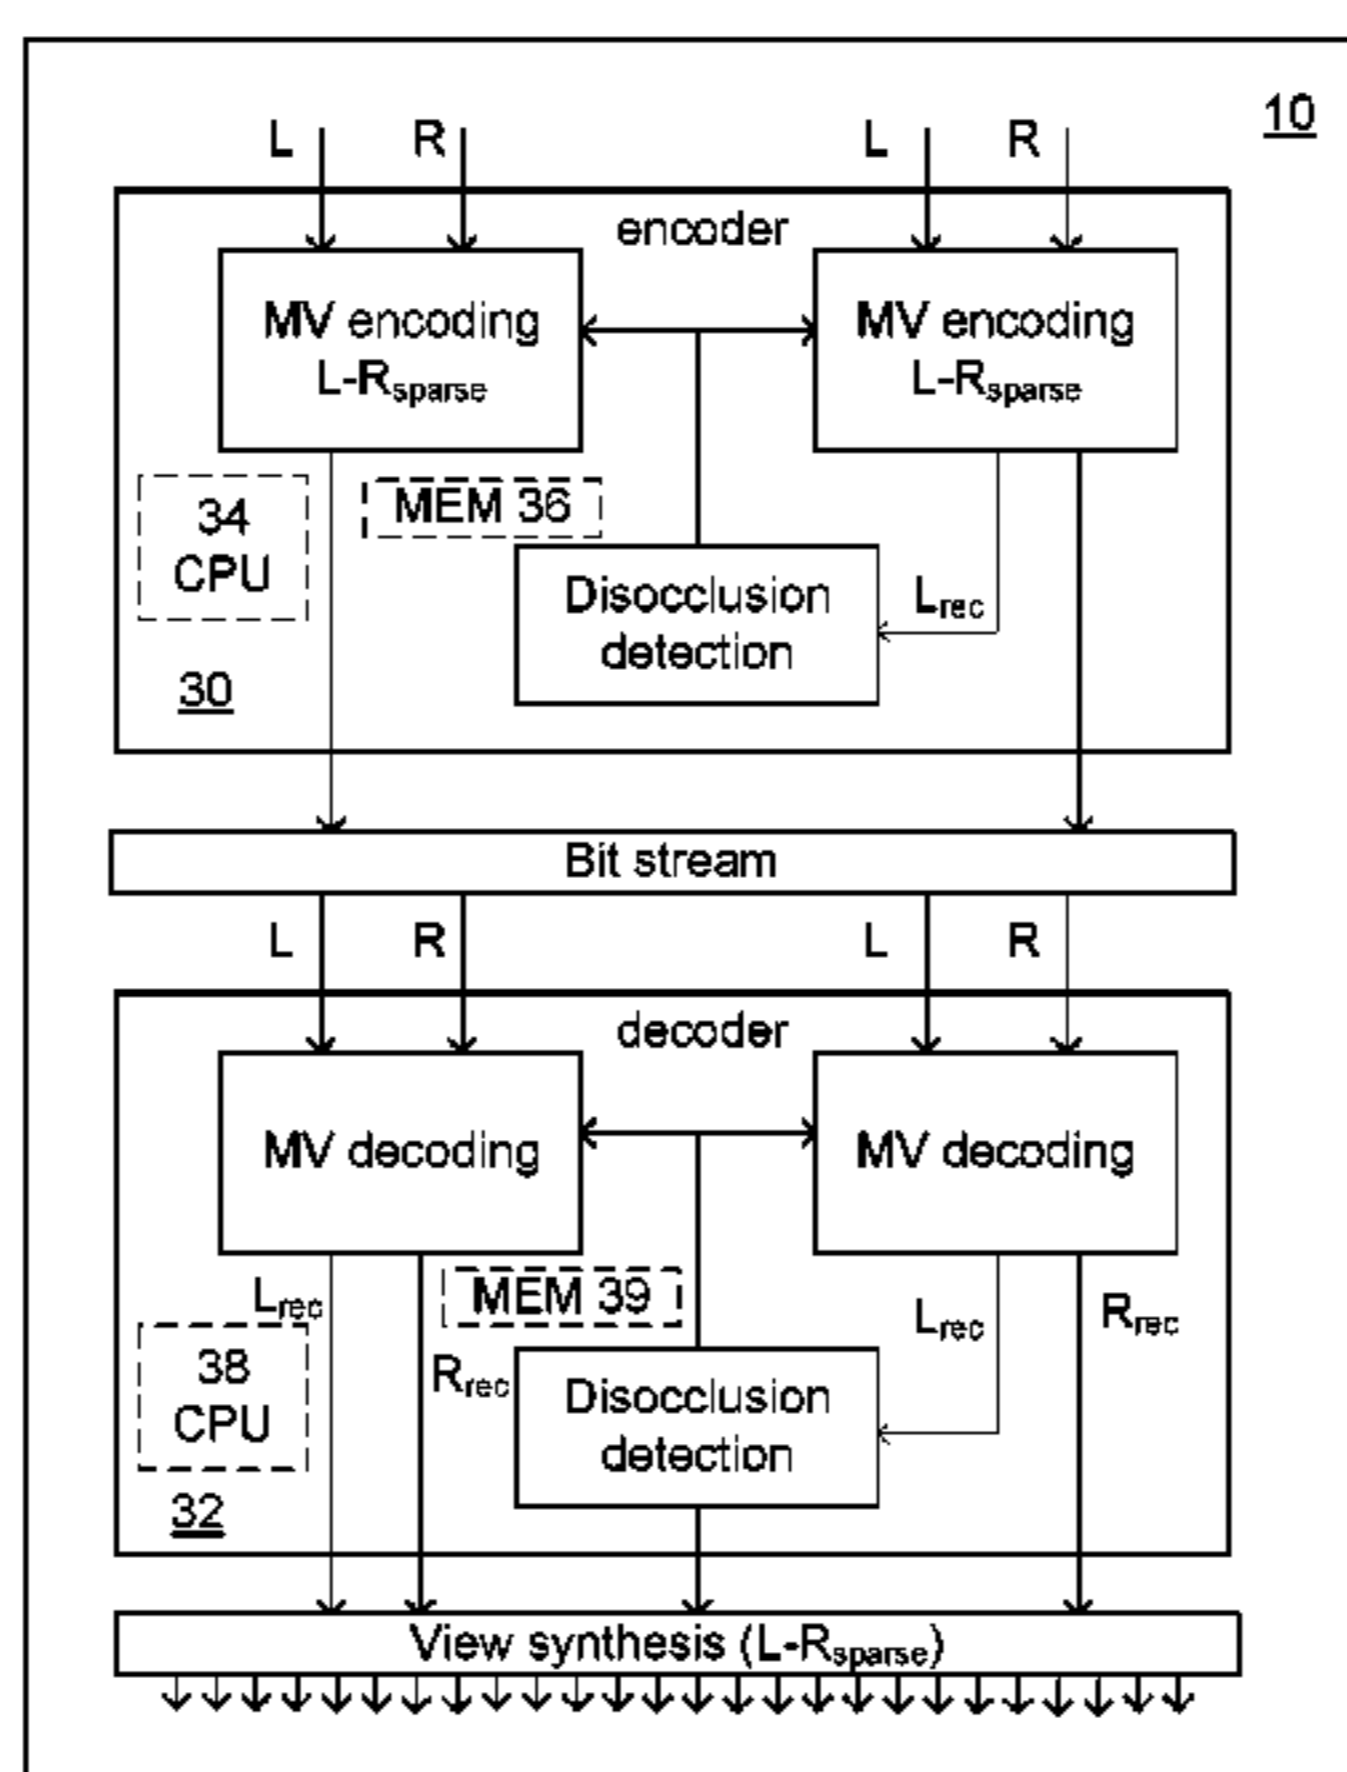 10
L R L R
encoder
MV encoding
L-Rsparse
MV encoding
L-Rsparse
34
CPU
MEM 36
Disocclusion
detection
Lrec
30
Bit stream
L R L R
decoder
MV decoding
MV decoding
Lrec
MEM 39
Lrec
Rrec
38
CPU
Rrec
Disocclusion
detection
32
View synthesis (L-Rsparse)